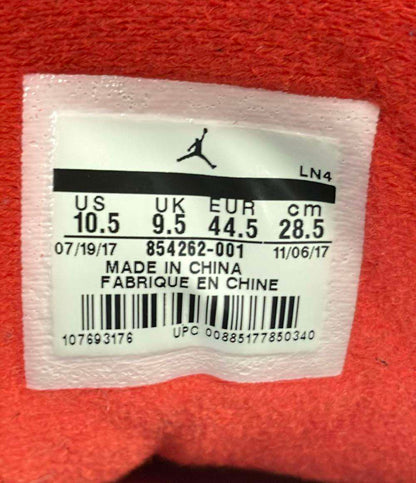 LN4
US UK EUR cm
10.5 9.5 44.5 28.5
07/19/17 854262-001 11/06/17
MADE IN CHINA
FABRIQUE EN CHINE
107693176 UPC 00885177850340